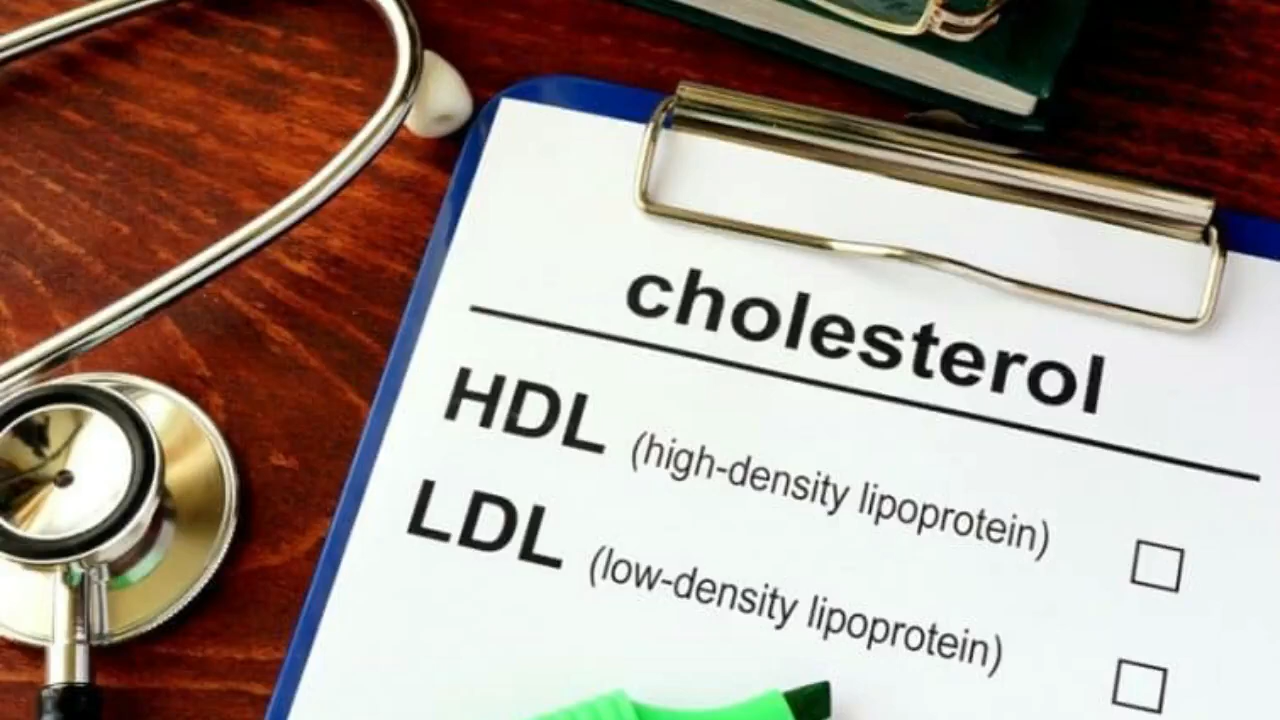 cholesterol
HDL (high-density lipoprotein)
LDL (low-density lipoprotein)